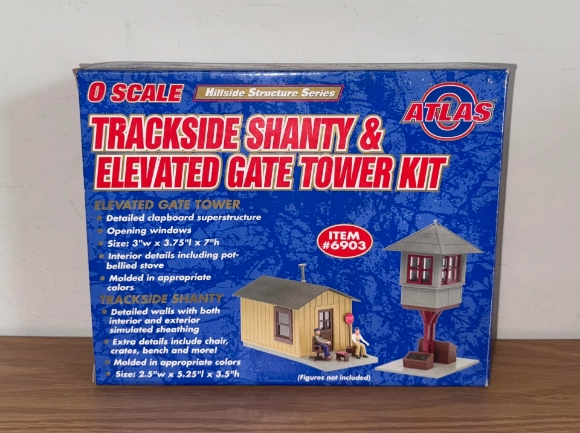 O SCALE
Hillside Structure Series
ATLAS
O
TRACKSIDE SHANTY &
ELEVATED GATE TOWER KIT
ELEVATED GATE TOWER
Detailed clapboard superstructure
Opening windows
Size: 3"w x 3.75"l x 7"h
Interior details including pot-
bellied stove
Molded in appropriate
colors
TRACKSIDE SHANTY
Detailed walls with both
interior and exterior
simulated sheathing
Extra details include chair,
crates, bench and more!
Molded in appropriate colors
Size: 2.5"w x 5.25"l x 3.5"h
ITEM
#6903
(Figures not included)